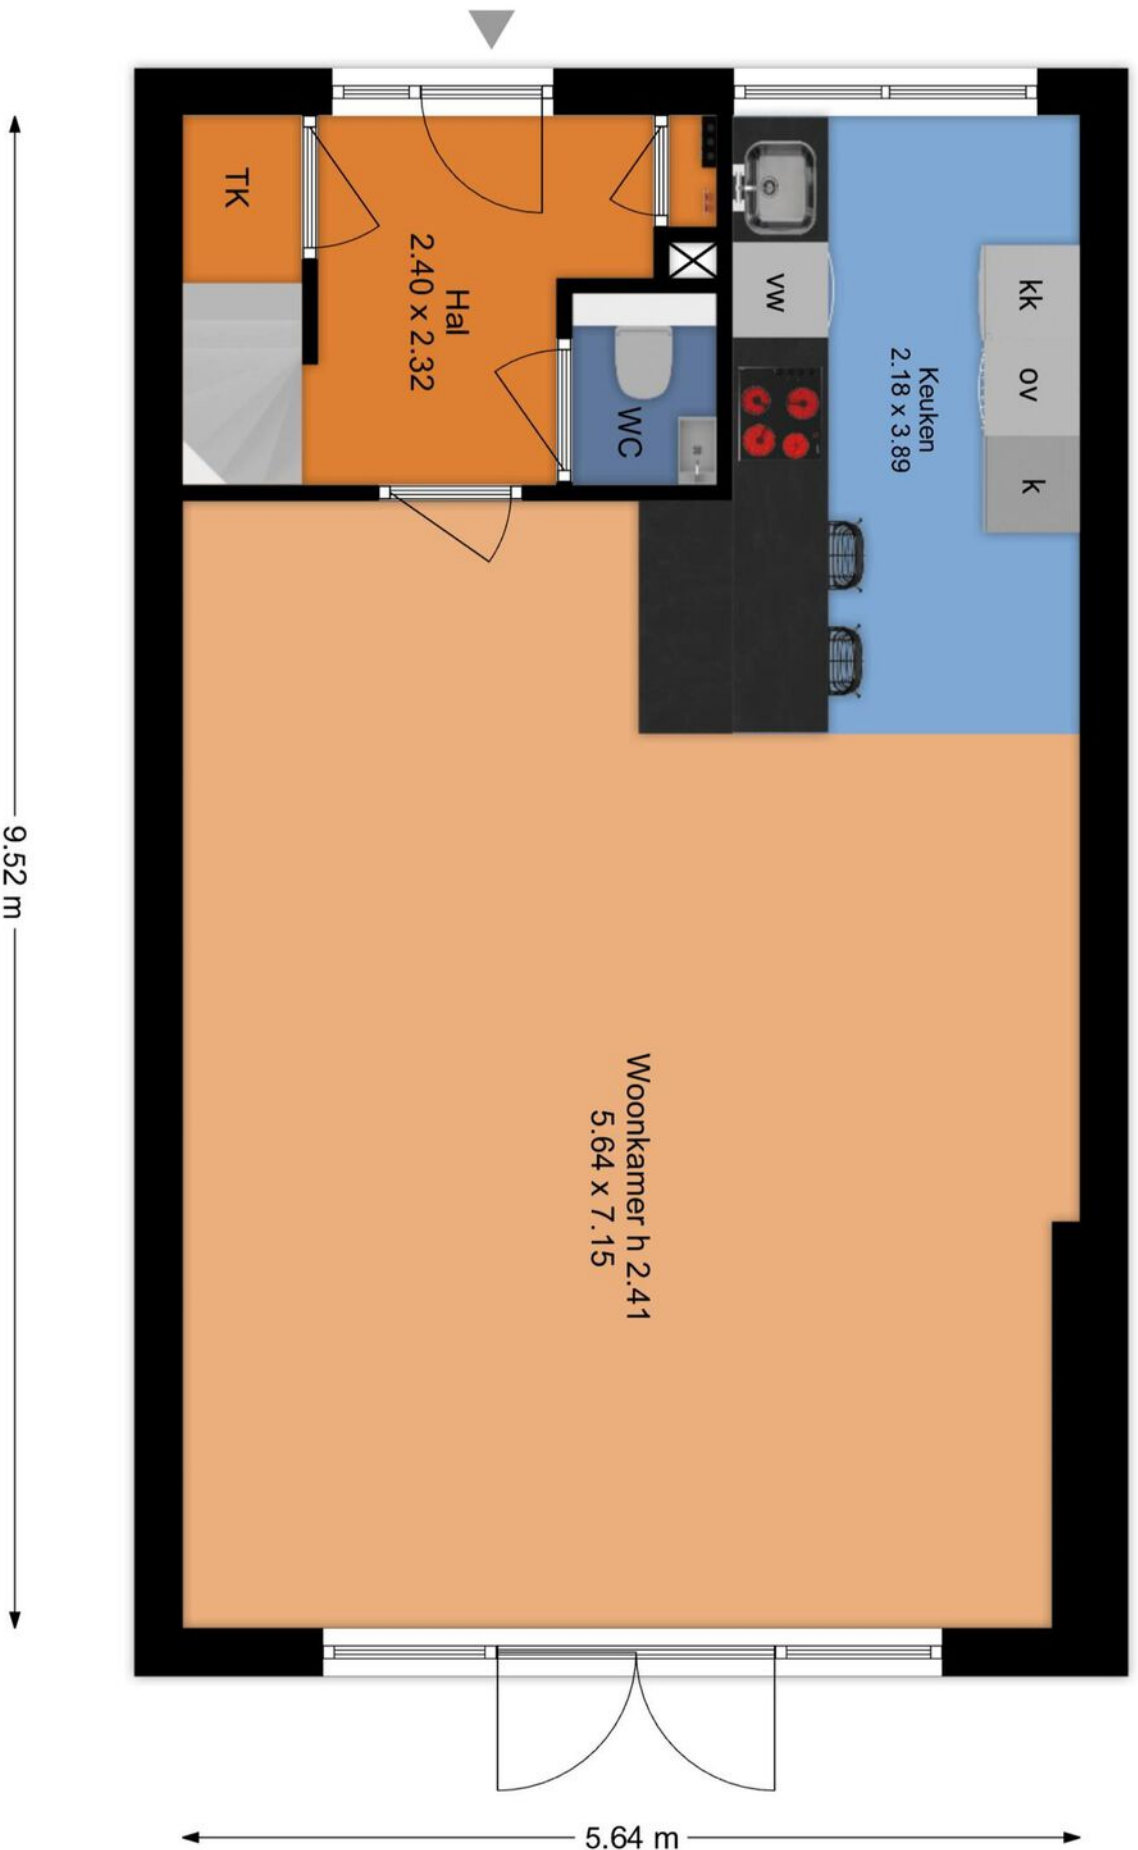 TK
Hal
2.40 x 2.32
WC
vw
Keuken
2.18 x 3.89
kk
ov
k
Woonkamer h 2.41
5.64 x 7.15
9.52 m
5.64 m